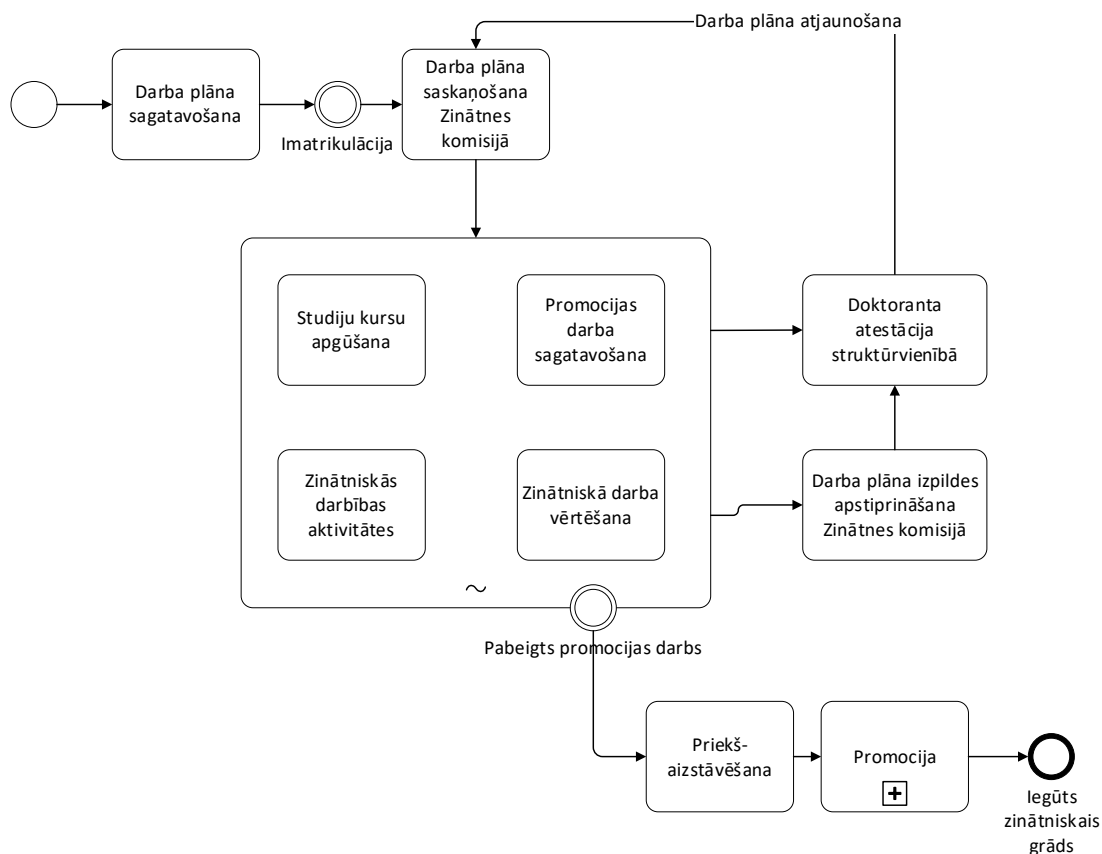 Darba plāna atjaunošana
Darba plāna
sagatavošana
Imatrikulācija
Darba plāna
saskaņošana
Zinātnes
komisijā
Studiju kursu
apgūšana
Promocijas
darba
sagatavošana
Doktoranta
atestācija
struktūrvienībā
Zinātniskās
darbības
aktivitātes
Zinātniskā darba
vērtēšana
Darba plāna izpildes
apstiprināšana
Zinātnes komisijā
Pabeigts promocijas darbs
Priekš-
aizstāvēšana
Promocija
Iegūts
zinātniskais
grāds